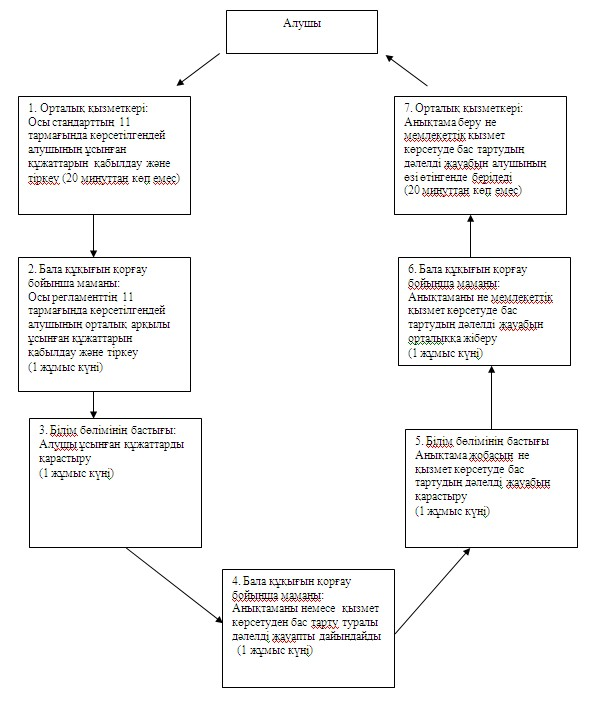 Алушы
1. Орталық қызметкері:
Осы стандарттың 11
тармағында көрсетілгендей
алушының ұсынған
құжаттарын қабылдау және
тіркеу (20 минуттан көп емес)
2. Бала құқығын қорғау
бойынша маманы:
Осы регламенттің 11
тармағында көрсетілгендей
алушының орталық арқылы
ұсынған құжаттарын
қабылдау және тіркеу
(1 жұмыс күні)
3. Білім бөлімінің бастығы:
Алушы ұсынған құжаттарды
қарастыру
(1 жұмыс күні)
4. Бала құқығын қорғау
бойынша маманы:
Анықтаманы немесе қызмет
көрсетуден бас тарту туралы
дәлелді жауапты дайындайды
(1 жұмыс күні)
5. Білім бөлімінің бастығы
Анықтама жобасын не
қызмет көрсетуде бас
тартудын дәлелді жауабын
қарастыру
(1 жұмыс күні)
6. Бала құқығын қорғау
бойынша маманы:
Анықтаманы не мемлекеттік
қызмет көрсетуде бас
тартудын дәлелді жауабын
орталыққа жіберу
(1 жұмыс күні)
7. Орталық қызметкері:
Анықтама беру не
мемлекеттік қызмет
көрсетуде бас тартудын
дәлелді жауабын алушының
өзі өтінгенде беріледі
(20 минуттан көп емес)